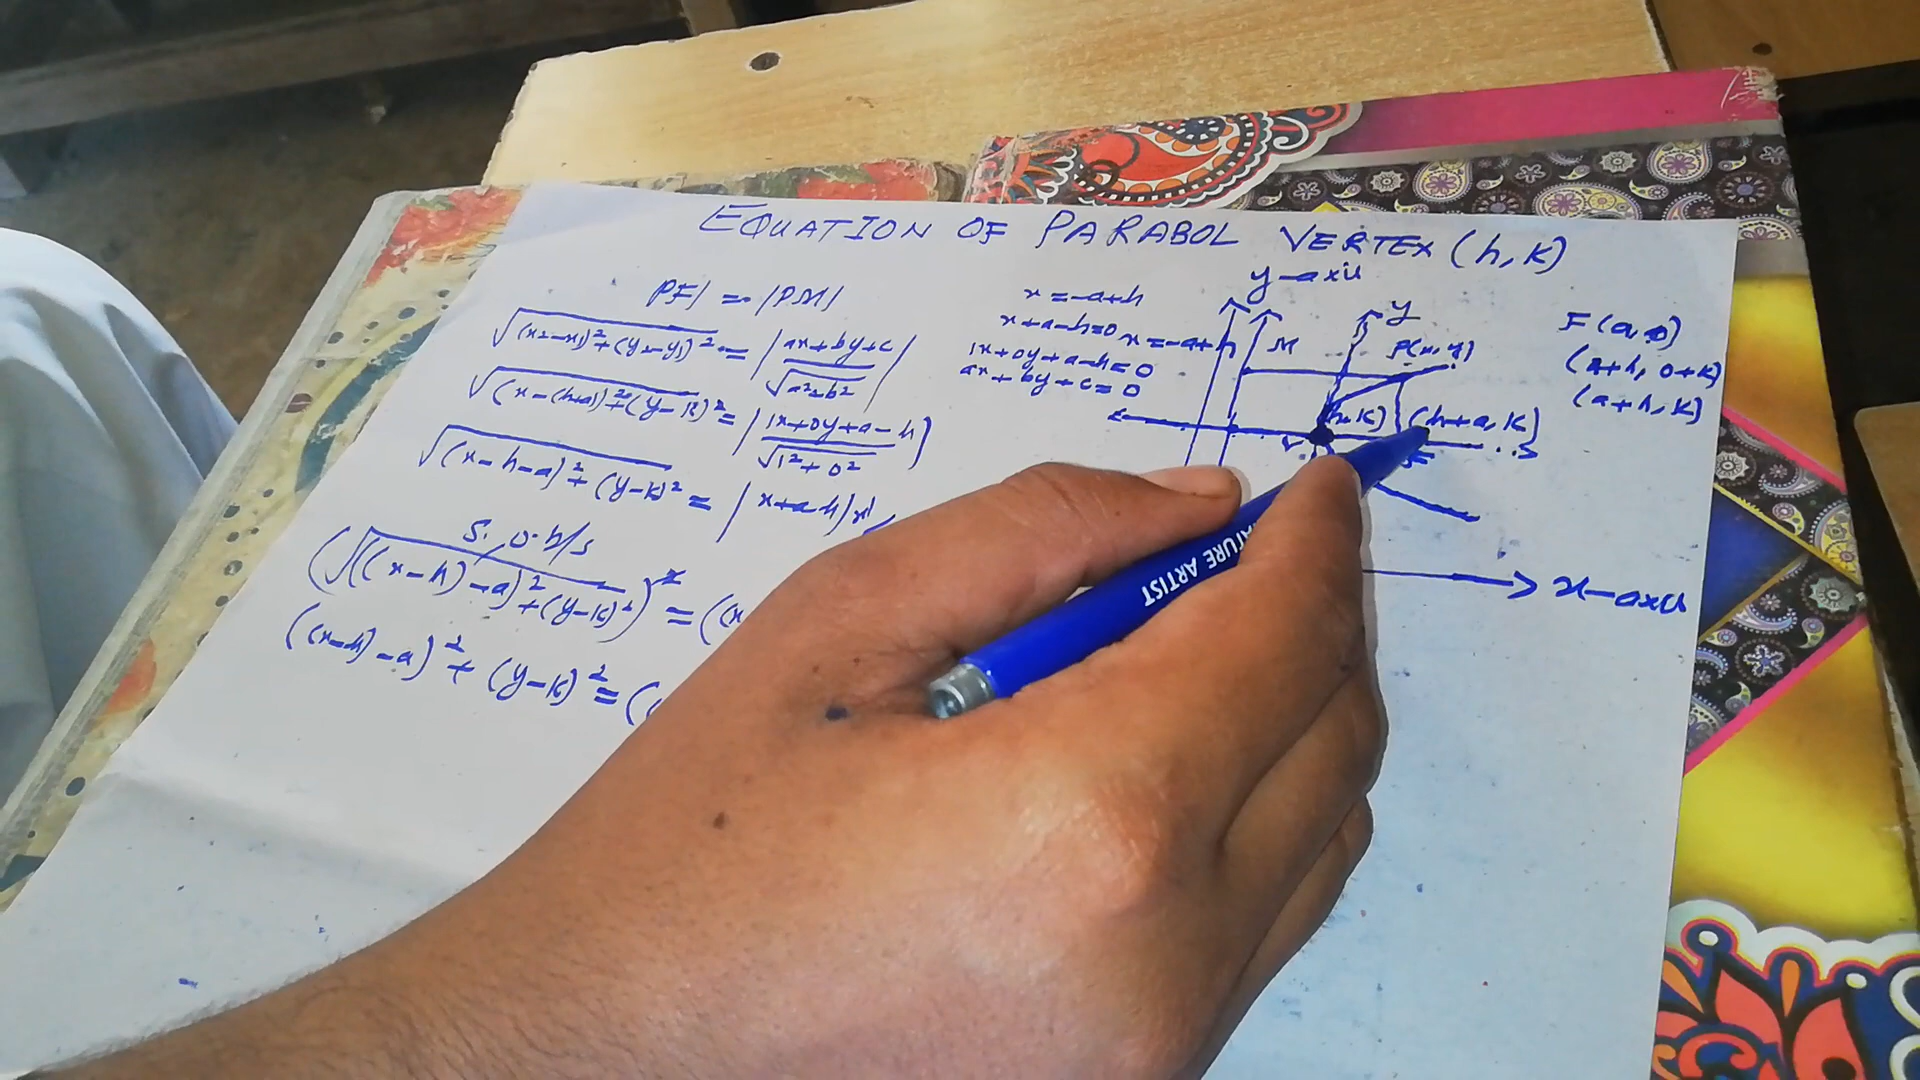 EQUATION OF PARABOL VERTEX (h, K)
PF| = |PM|
√(x₂-x₁)²+(y₂-y₁)² = |ax+by+c / √a²+b²|
√(x-(h+a))²+(y-k)² = |1x+0y+a-h / √1²+0²|
√(x-h-a)²+(y-k)² = |x+a-h|
S. O. b/s
(√((x-h)-a)²+(y-k)²)² = ((x
((x-h)-a)²+(y-k)² = (
x = -a+h
x+a-h=0
1x+0y+a-h=0
ax+by+c=0
y-axis
x=-a+h
M
y
P(x,y)
(h,K)
(h+a, K)
V
F
x-axis
F(a,0)
(a+h, 0+K)
(a+h, K)
ATURE ARTIST